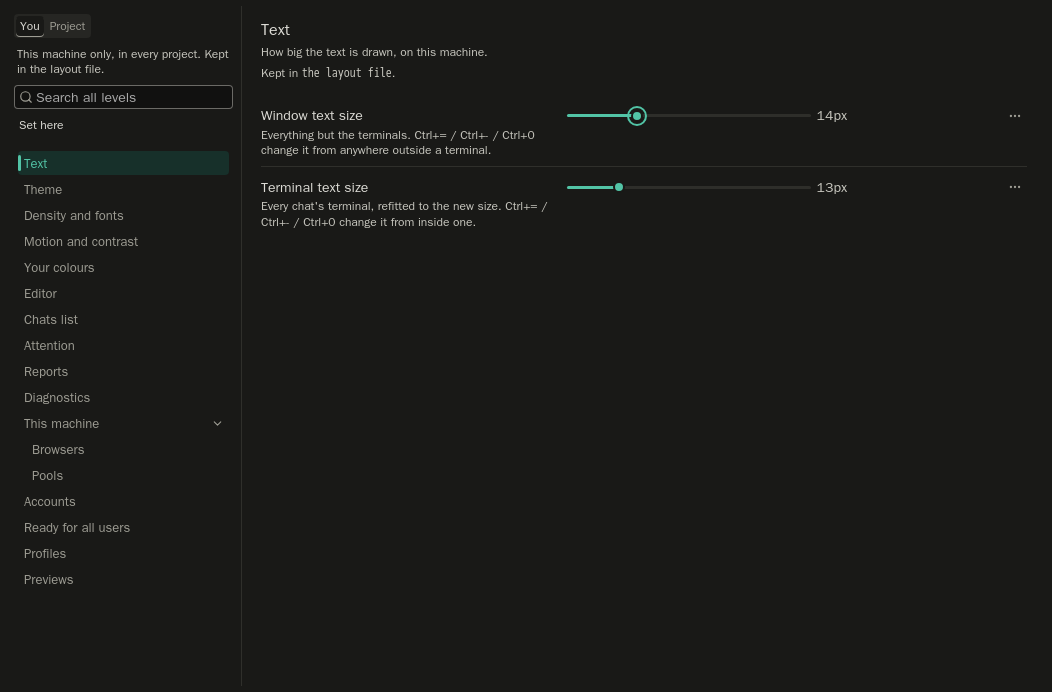 You Project
This machine only, in every project. Kept
in the layout file.
Search all levels
Set here
Text
Theme
Density and fonts
Motion and contrast
Your colours
Editor
Chats list
Attention
Reports
Diagnostics
This machine
Browsers
Pools
Accounts
Ready for all users
Profiles
Previews
Text
How big the text is drawn, on this machine.
Kept in the layout file.
Window text size
14px
Everything but the terminals. Ctrl+= / Ctrl+- / Ctrl+0
change it from anywhere outside a terminal.
Terminal text size
13px
Every chat's terminal, refitted to the new size. Ctrl+= /
Ctrl+- / Ctrl+0 change it from inside one.